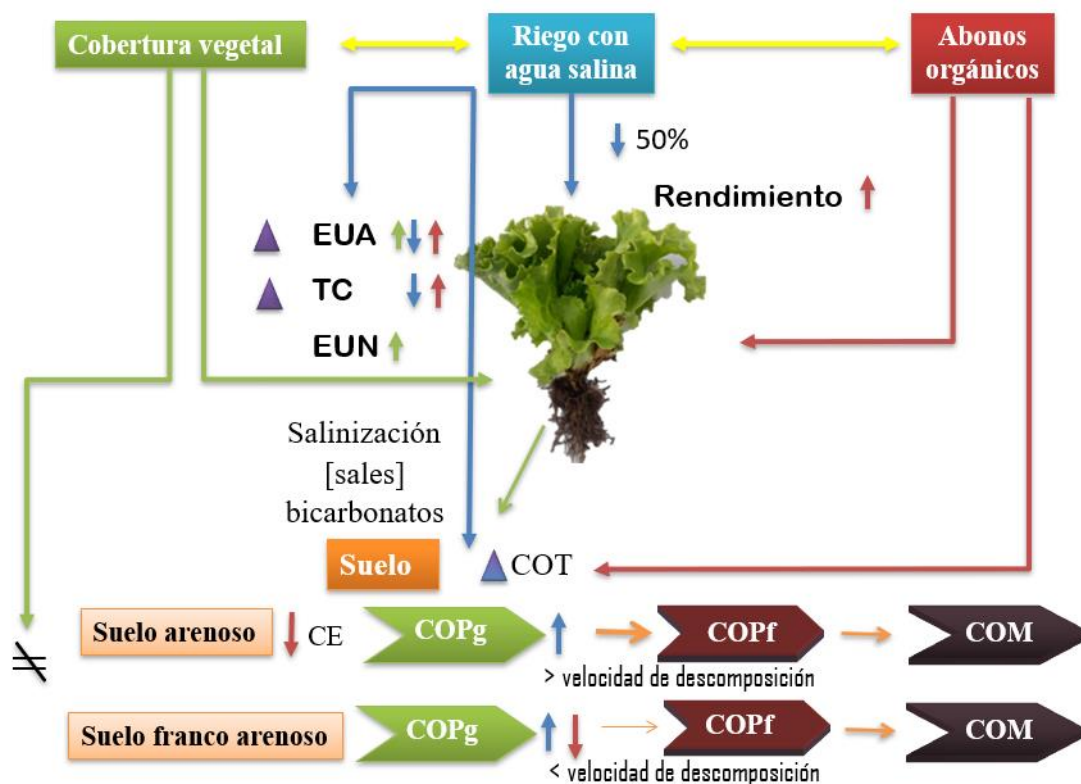 Cobertura vegetal
Riego con
agua salina
Abonos
orgánicos
50%
Rendimiento
EUA
TC
EUN
Salinización
[sales]
bicarbonatos
Suelo
COT
Suelo arenoso
CE
COPg
COPf
COM
> velocidad de descomposición
Suelo franco arenoso
COPg
COPf
COM
< velocidad de descomposición